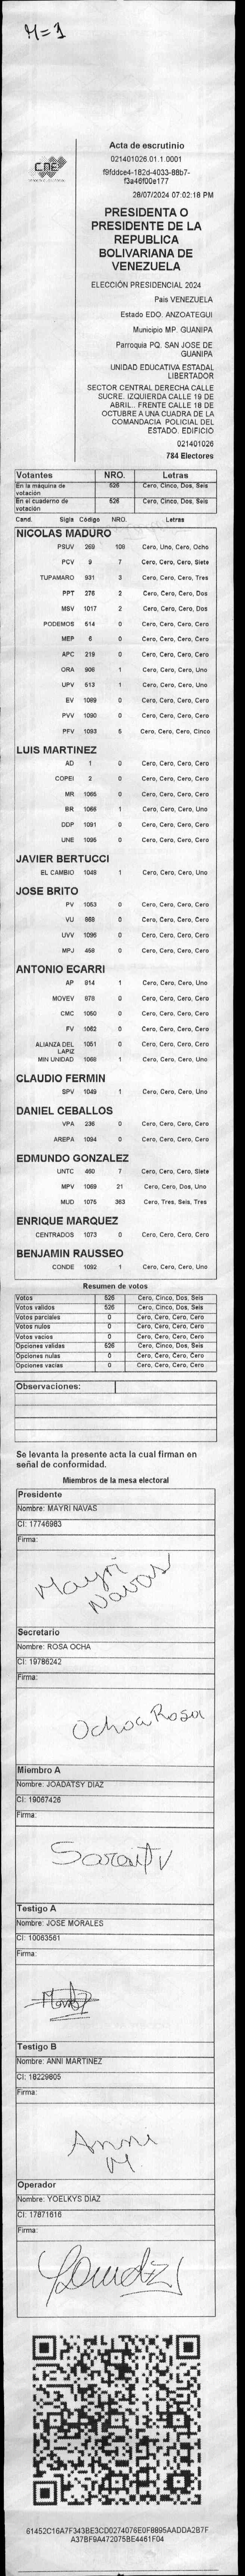 M=1
Acta de escrutinio
021401026.01.1.0001
f9fddce4-182d-4033-88b7-
f3a46f00e177
28/07/2024 07:02:18 PM
CNE
PRESIDENTA O
PRESIDENTE DE LA
REPUBLICA
BOLIVARIANA DE
VENEZUELA
ELECCIÓN PRESIDENCIAL 2024
País VENEZUELA
Estado EDO. ANZOATEGUI
Municipio MP. GUANIPA
Parroquia PQ. SAN JOSE DE
GUANIPA
UNIDAD EDUCATIVA ESTADAL
LIBERTADOR
SECTOR CENTRAL DERECHA CALLE
SUCRE. IZQUIERDA CALLE 19 DE
ABRIL. FRENTE CALLE 18 DE
OCTUBRE A UNA CUADRA DE LA
COMANDACIA POLICIAL DEL
ESTADO. EDIFICIO
021401026
784 Electores
Votantes NRO. Letras
En la máquina de votación 526 Cero, Cinco, Dos, Seis
En el cuaderno de votación 526 Cero, Cinco, Dos, Seis
Cand. Sigla Código NRO. Letras
NICOLAS MADURO
PSUV 269 108 Cero, Uno, Cero, Ocho
PCV 9 7 Cero, Cero, Cero, Siete
TUPAMARO 931 3 Cero, Cero, Cero, Tres
PPT 276 2 Cero, Cero, Cero, Dos
MSV 1017 2 Cero, Cero, Cero, Dos
PODEMOS 514 0 Cero, Cero, Cero, Cero
MEP 6 0 Cero, Cero, Cero, Cero
APC 219 0 Cero, Cero, Cero, Cero
ORA 906 1 Cero, Cero, Cero, Uno
UPV 513 1 Cero, Cero, Cero, Uno
EV 1089 0 Cero, Cero, Cero, Cero
PVV 1090 0 Cero, Cero, Cero, Cero
PFV 1093 5 Cero, Cero, Cero, Cinco
LUIS MARTINEZ
AD 1 0 Cero, Cero, Cero, Cero
COPEI 2 0 Cero, Cero, Cero, Cero
MR 1065 0 Cero, Cero, Cero, Cero
BR 1066 1 Cero, Cero, Cero, Uno
DDP 1091 0 Cero, Cero, Cero, Cero
UNE 1095 0 Cero, Cero, Cero, Cero
JAVIER BERTUCCI
EL CAMBIO 1048 1 Cero, Cero, Cero, Uno
JOSE BRITO
PV 1053 0 Cero, Cero, Cero, Cero
VU 868 0 Cero, Cero, Cero, Cero
UVV 1096 0 Cero, Cero, Cero, Cero
MPJ 458 0 Cero, Cero, Cero, Cero
ANTONIO ECARRI
AP 814 1 Cero, Cero, Cero, Uno
MOVEV 878 0 Cero, Cero, Cero, Cero
CMC 1050 0 Cero, Cero, Cero, Cero
FV 1062 0 Cero, Cero, Cero, Cero
ALIANZA DEL LAPIZ 1051 0 Cero, Cero, Cero, Cero
MIN UNIDAD 1068 1 Cero, Cero, Cero, Uno
CLAUDIO FERMIN
SPV 1049 1 Cero, Cero, Cero, Uno
DANIEL CEBALLOS
VPA 236 0 Cero, Cero, Cero, Cero
AREPA 1094 0 Cero, Cero, Cero, Cero
EDMUNDO GONZALEZ
UNTC 460 7 Cero, Cero, Cero, Siete
MPV 1069 21 Cero, Cero, Dos, Uno
MUD 1075 363 Cero, Tres, Seis, Tres
ENRIQUE MARQUEZ
CENTRADOS 1073 0 Cero, Cero, Cero, Cero
BENJAMIN RAUSSEO
CONDE 1092 1 Cero, Cero, Cero, Uno
Resumen de votos
Votos 526 Cero, Cinco, Dos, Seis
Votos validos 526 Cero, Cinco, Dos, Seis
Votos parciales 0 Cero, Cero, Cero, Cero
Votos nulos 0 Cero, Cero, Cero, Cero
Votos vacios 0 Cero, Cero, Cero, Cero
Opciones validas 526 Cero, Cinco, Dos, Seis
Opciones nulas 0 Cero, Cero, Cero, Cero
Opciones vacías 0 Cero, Cero, Cero, Cero
Observaciones:
Se levanta la presente acta la cual firman en
señal de conformidad.
Miembros de la mesa electoral
Presidente
Nombre: MAYRI NAVAS
CI: 17746983
Firma:
Mayri
Navas
Secretario
Nombre: ROSA OCHA
CI: 19786242
Firma:
Ochoa Rosa
Miembro A
Nombre: JOADATSY DIAZ
CI: 19067426
Firma:
Testigo A
Nombre: JOSE MORALES
CI: 10063561
Firma:
Testigo B
Nombre: ANNI MARTINEZ
CI: 18229805
Firma:
Anni
M
Operador
Nombre: YOELKYS DIAZ
CI: 17871616
Firma:
61452C16A7F343BE3CD0274076E0F8895AADDA2B7F
A37BF9A472075BE4461F04